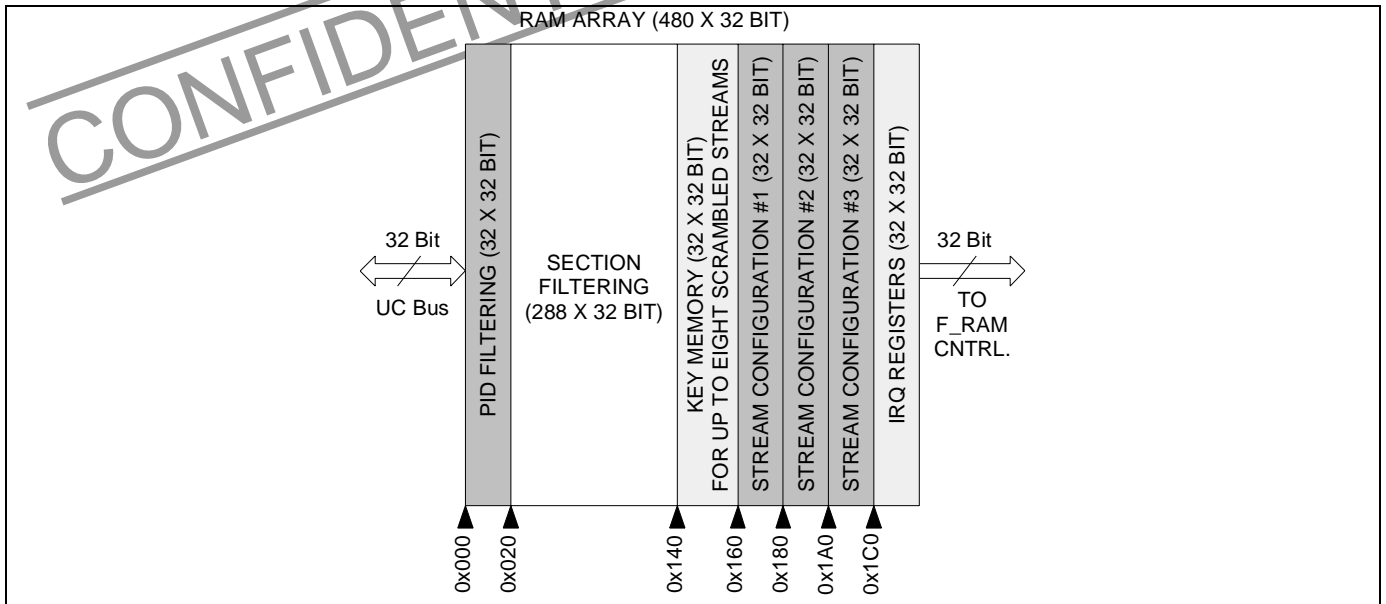 RAM ARRAY (480 X 32 BIT)
32 Bit
UC Bus
PID FILTERING (32 X 32 BIT)
SECTION
FILTERING
(288 X 32 BIT)
KEY MEMORY (32 X 32 BIT)
FOR UP TO EIGHT SCRAMBLED STREAMS
STREAM CONFIGURATION #1 (32 X 32 BIT)
STREAM CONFIGURATION #2 (32 X 32 BIT)
STREAM CONFIGURATION #3 (32 X 32 BIT)
IRQ REGISTERS (32 X 32 BIT)
32 Bit
TO
F_RAM
CNTRL.
0x000
0x020
0x140
0x160
0x180
0x1A0
0x1C0